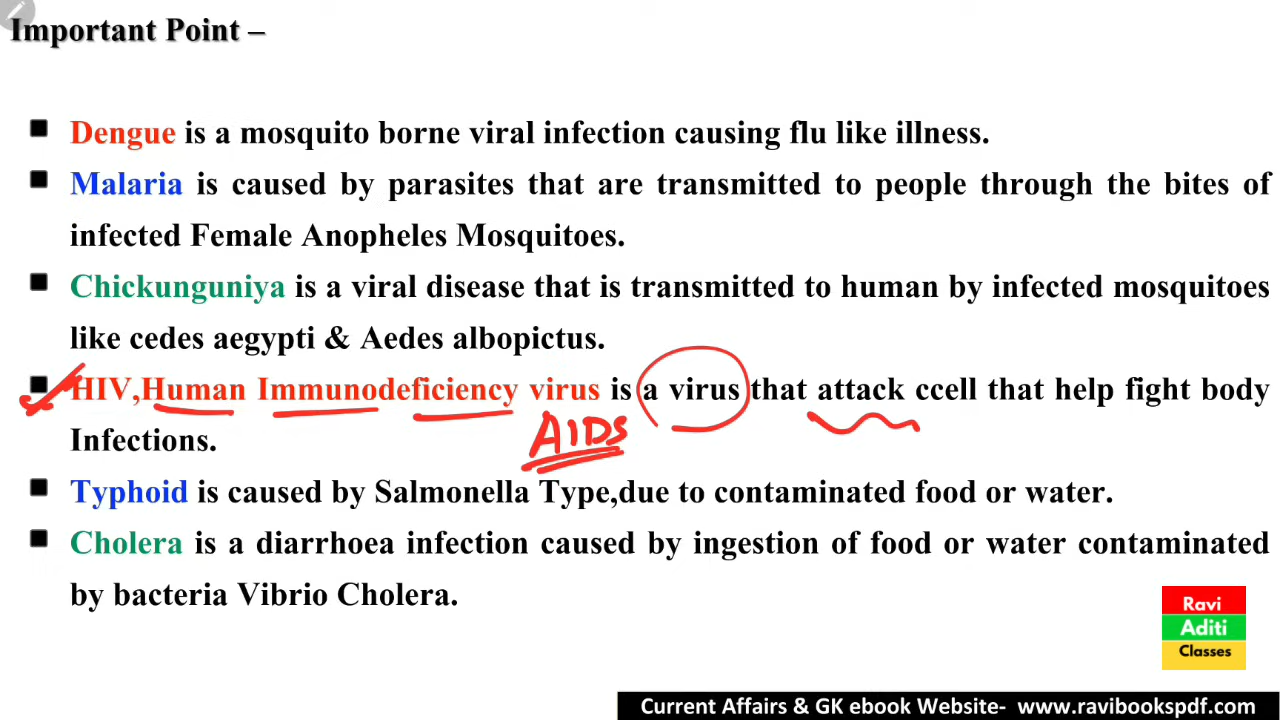 Important Point –
Dengue is a mosquito borne viral infection causing flu like illness.
Malaria is caused by parasites that are transmitted to people through the bites of
infected Female Anopheles Mosquitoes.
Chickunguniya is a viral disease that is transmitted to human by infected mosquitoes
like cedes aegypti & Aedes albopictus.
HIV,Human Immunodeficiency virus is a virus that attack ccell that help fight body
Infections.
AIDS
Typhoid is caused by Salmonella Type,due to contaminated food or water.
Cholera is a diarrhoea infection caused by ingestion of food or water contaminated
by bacteria Vibrio Cholera.
Ravi
Aditi
Classes
Current Affairs & GK ebook Website- www.ravibookspdf.com